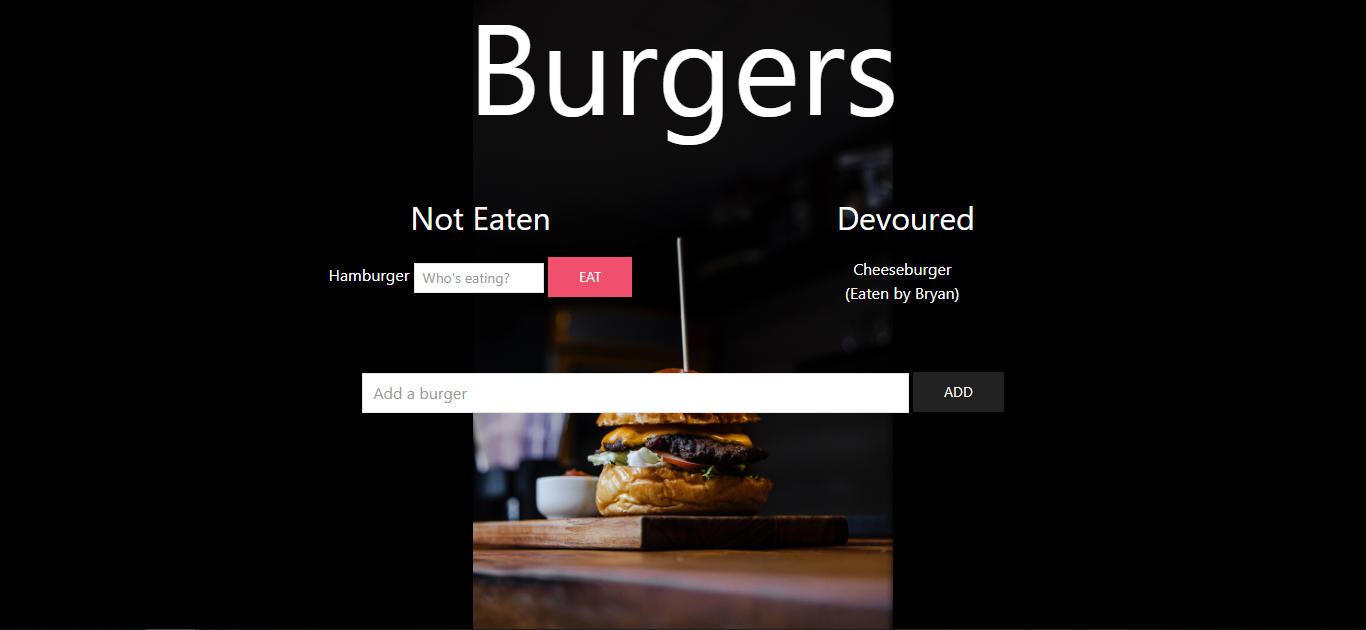 Burgers
Not Eaten
Devoured
Hamburger Who's eating? EAT
Cheeseburger
(Eaten by Bryan)
Add a burger ADD